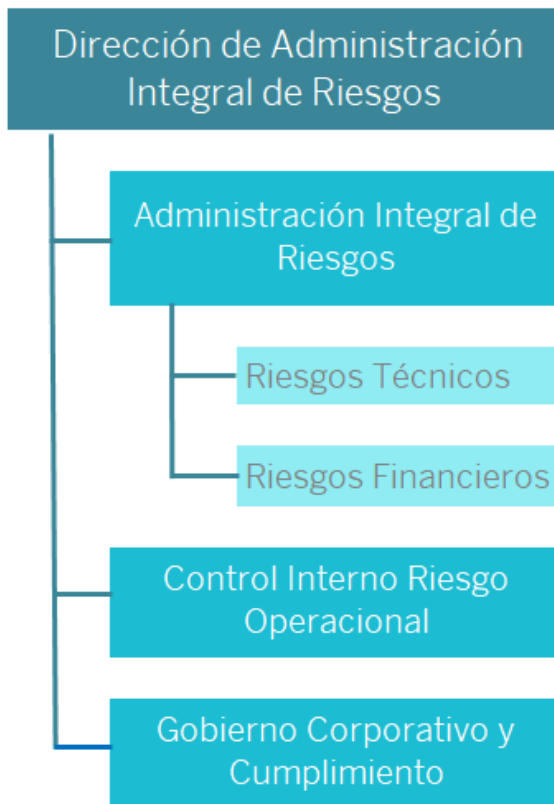 Dirección de Administración
Integral de Riesgos
Administración Integral de
Riesgos
Riesgos Técnicos
Riesgos Financieros
Control Interno Riesgo
Operacional
Gobierno Corporativo y
Cumplimiento